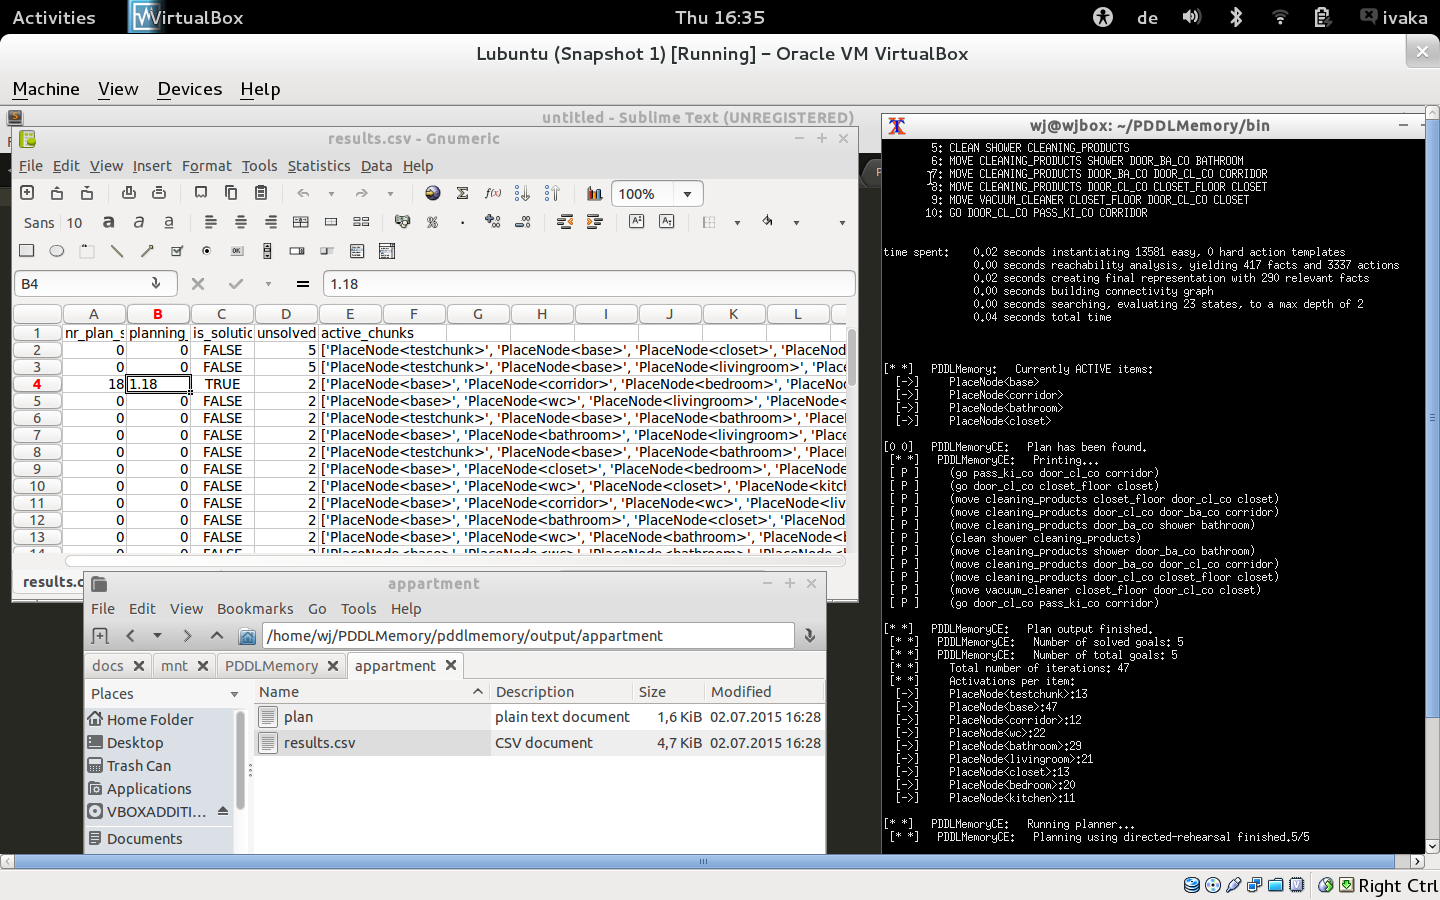 Activities VirtualBox Thu 16:35 de ivaka
Lubuntu (Snapshot 1) [Running] – Oracle VM VirtualBox
Machine View Devices Help
untitled - Sublime Text (UNREGISTERED)
results.csv - Gnumeric
File Edit View Insert Format Tools Statistics Data Help
100%
Sans 10
B4 1.18
A B C D E F G H I J K L
1 nr_plan_s planning_ is_solutic unsolved active_chunks
2 0 0 FALSE 5 ['PlaceNode<testchunk>', 'PlaceNode<base>', 'PlaceNode<closet>', 'PlaceNo
3 0 0 FALSE 5 ['PlaceNode<testchunk>', 'PlaceNode<base>', 'PlaceNode<livingroom>', 'Place
4 18 1.18 TRUE 2 ['PlaceNode<base>', 'PlaceNode<corridor>', 'PlaceNode<bedroom>', 'PlaceNo
5 0 0 FALSE 2 ['PlaceNode<base>', 'PlaceNode<wc>', 'PlaceNode<livingroom>', 'PlaceNode<
6 0 0 FALSE 2 ['PlaceNode<testchunk>', 'PlaceNode<base>', 'PlaceNode<bathroom>', 'PlaceI
7 0 0 FALSE 2 ['PlaceNode<base>', 'PlaceNode<bathroom>', 'PlaceNode<livingroom>', 'Place
8 0 0 FALSE 2 ['PlaceNode<testchunk>', 'PlaceNode<base>', 'PlaceNode<bathroom>', 'PlaceI
9 0 0 FALSE 2 ['PlaceNode<base>', 'PlaceNode<closet>', 'PlaceNode<bedroom>', 'PlaceNode
10 0 0 FALSE 2 ['PlaceNode<base>', 'PlaceNode<wc>', 'PlaceNode<closet>', 'PlaceNode<kitch
11 0 0 FALSE 2 ['PlaceNode<base>', 'PlaceNode<corridor>', 'PlaceNode<wc>', 'PlaceNode<liv
12 0 0 FALSE 2 ['PlaceNode<base>', 'PlaceNode<bathroom>', 'PlaceNode<closet>', 'PlaceNod
13 0 0 FALSE 2 ['PlaceNode<base>', 'PlaceNode<wc>', 'PlaceNode<bathroom>', 'PlaceNode<b
results.c
appartment
File Edit View Bookmarks Go Tools Help
/home/wj/PDDLMemory/pddlmemory/output/appartment
docs mnt PDDLMemory appartment
Places Name Description Size Modified
Home Folder plan plain text document 1,6 KiB 02.07.2015 16:28
Desktop results.csv CSV document 4,7 KiB 02.07.2015 16:28
Trash Can
Applications
VBOXADDITI...
Documents
wj@wjbox: ~/PDDLMemory/bin
5: CLEAN SHOWER CLEANING_PRODUCTS
6: MOVE CLEANING_PRODUCTS SHOWER DOOR_BA_CO BATHROOM
7: MOVE CLEANING_PRODUCTS DOOR_BA_CO DOOR_CL_CO CORRIDOR
8: MOVE CLEANING_PRODUCTS DOOR_CL_CO CLOSET_FLOOR CLOSET
9: MOVE VACUUM_CLEANER CLOSET_FLOOR DOOR_CL_CO CLOSET
10: GO DOOR_CL_CO PASS_KI_CO CORRIDOR
time spent: 0.02 seconds instantiating 13581 easy, 0 hard action templates
0.00 seconds reachability analysis, yielding 417 facts and 3337 actions
0.02 seconds creating final representation with 290 relevant facts
0.00 seconds building connectivity graph
0.00 seconds searching, evaluating 23 states, to a max depth of 2
0.04 seconds total time
[* *] PDDLMemory: Currently ACTIVE items:
[->] PlaceNode<base>
[->] PlaceNode<corridor>
[->] PlaceNode<bathroom>
[->] PlaceNode<closet>
[0 0] PDDLMemoryCE: Plan has been found.
[* *] PDDLMemoryCE: Printing...
[ P ] (go pass_ki_co door_cl_co corridor)
[ P ] (go door_cl_co closet_floor closet)
[ P ] (move cleaning_products closet_floor door_cl_co closet)
[ P ] (move cleaning_products door_cl_co door_ba_co corridor)
[ P ] (move cleaning_products door_ba_co shower bathroom)
[ P ] (clean shower cleaning_products)
[ P ] (move cleaning_products shower door_ba_co bathroom)
[ P ] (move cleaning_products door_ba_co door_cl_co corridor)
[ P ] (move cleaning_products door_cl_co closet_floor closet)
[ P ] (move vacuum_cleaner closet_floor door_cl_co closet)
[ P ] (go door_cl_co pass_ki_co corridor)
[* *] PDDLMemoryCE: Plan output finished.
[* *] PDDLMemoryCE: Number of solved goals: 5
[* *] PDDLMemoryCE: Number of total goals: 5
[* *] Total number of iterations: 47
[* *] Activations per item:
[->] PlaceNode<testchunk>:13
[->] PlaceNode<base>:47
[->] PlaceNode<corridor>:12
[->] PlaceNode<wc>:22
[->] PlaceNode<bathroom>:29
[->] PlaceNode<livingroom>:21
[->] PlaceNode<closet>:13
[->] PlaceNode<bedroom>:20
[->] PlaceNode<kitchen>:11
[* *] PDDLMemoryCE: Running planner...
[* *] PDDLMemoryCE: Planning using directed-rehearsal finished.5/5
Right Ctrl